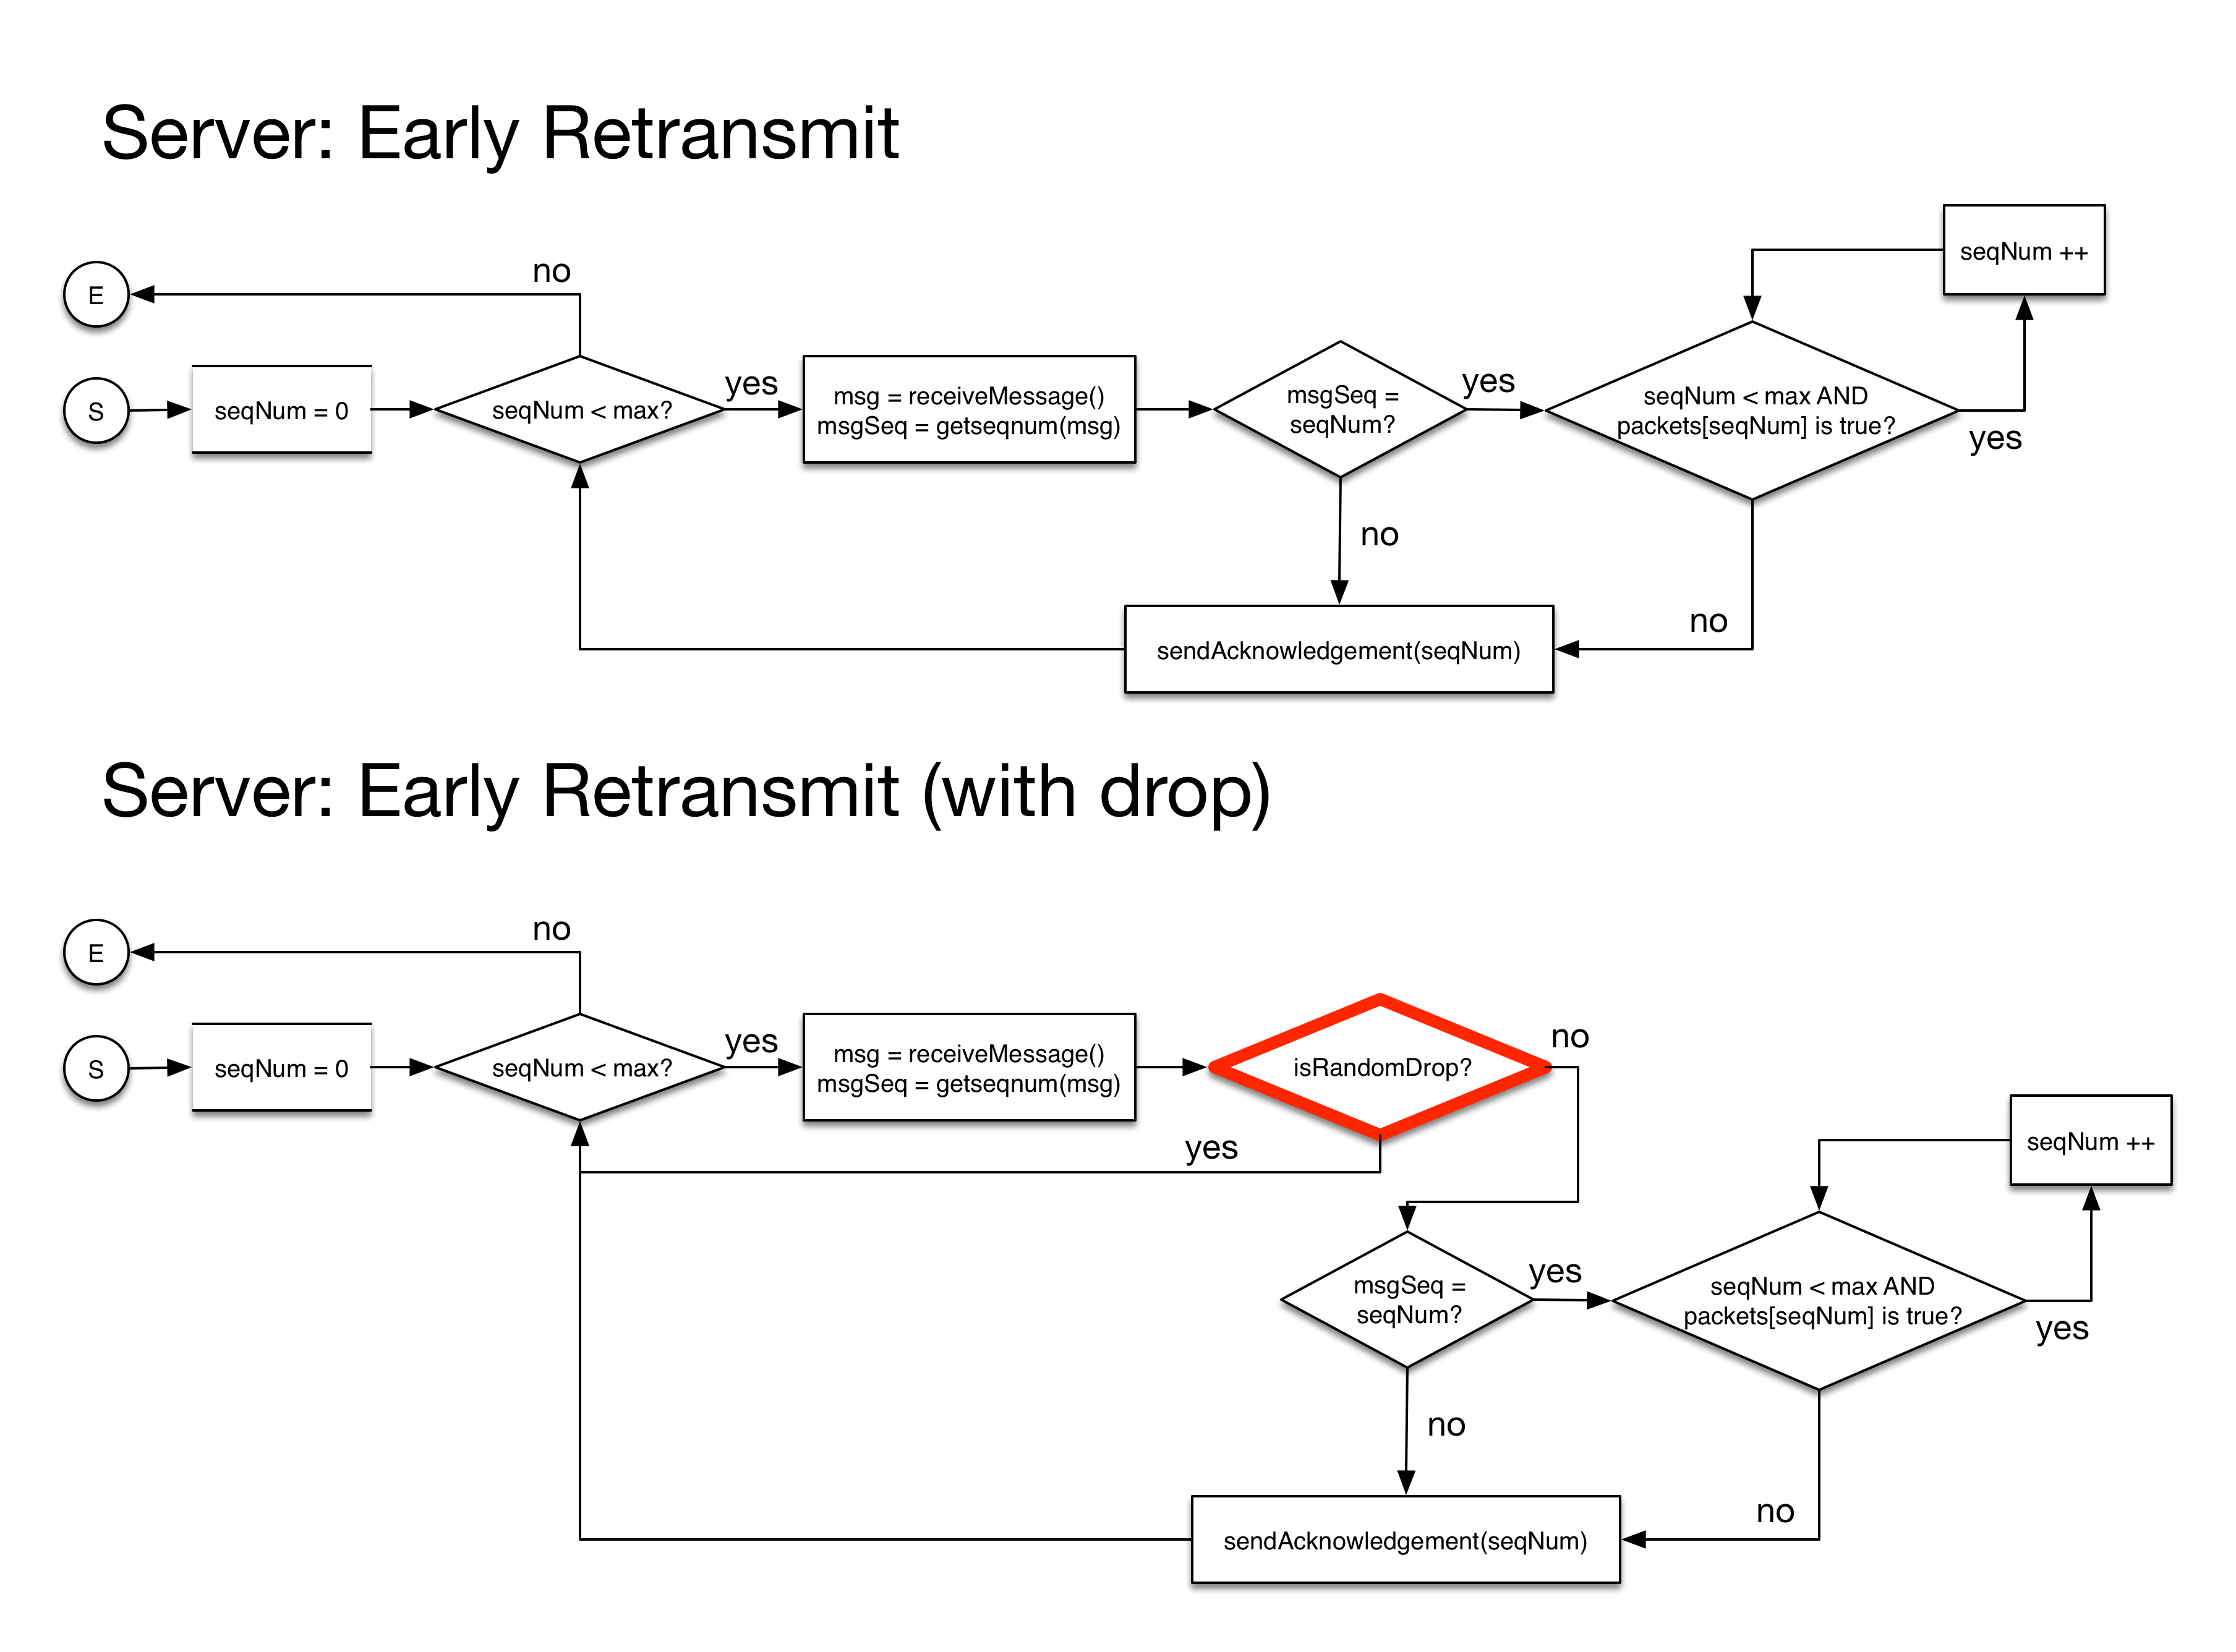 Server: Early Retransmit
seqNum ++
no
E
S
seqNum = 0
seqNum < max?
yes
msg = receiveMessage()
msgSeq = getseqnum(msg)
msgSeq =
seqNum?
yes
seqNum < max AND
packets[seqNum] is true?
yes
no
no
sendAcknowledgement(seqNum)
Server: Early Retransmit (with drop)
no
E
S
seqNum = 0
seqNum < max?
yes
msg = receiveMessage()
msgSeq = getseqnum(msg)
isRandomDrop?
no
yes
seqNum ++
msgSeq =
seqNum?
yes
seqNum < max AND
packets[seqNum] is true?
yes
no
no
sendAcknowledgement(seqNum)